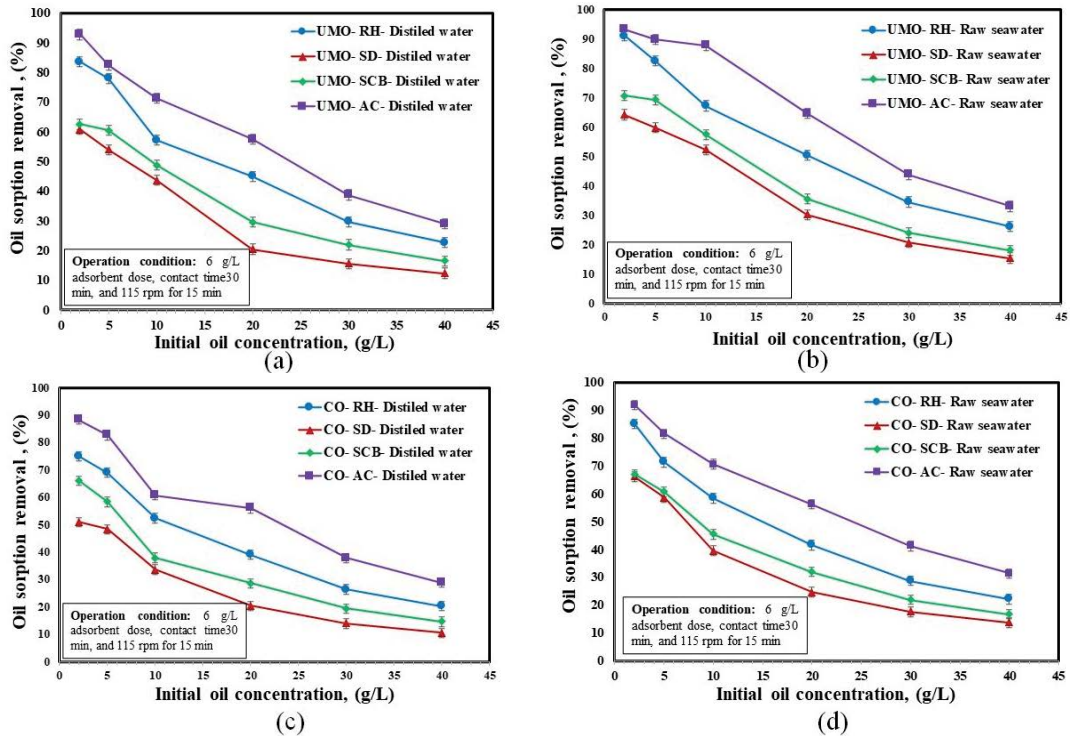 100
90
80
70
60
50
40
30
20
10
0
Oil sorption removal , (%)
UMO- RH- Distiled water
UMO- SD- Distiled water
UMO- SCB- Distiled water
UMO- AC- Distiled water
Operation condition: 6 g/L
adsorbent dose, contact time30
min, and 115 rpm for 15 min
0 5 10 15 20 25 30 35 40 45
Initial oil concentration, (g/L)
(a)
100
90
80
70
60
50
40
30
20
10
0
Oil sorption removal , (%)
UMO- RH- Raw seawater
UMO- SD- Raw seawater
UMO- SCB- Raw seawater
UMO- AC- Raw seawater
Operation condition: 6 g/L
adsorbent dose, contact time30
min, and 115 rpm for 15 min
0 5 10 15 20 25 30 35 40 45
Initial oil concentration, (g/L)
(b)
100
90
80
70
60
50
40
30
20
10
0
Oil sorption removal , (%)
CO- RH- Distiled water
CO- SD- Distiled water
CO- SCB- Distiled water
CO- AC- Distiled water
Operation condition: 6 g/L
adsorbent dose, contact time30
min, and 115 rpm for 15 min
0 5 10 15 20 25 30 35 40 45
Initial oil concentration, (g/L)
(c)
100
90
80
70
60
50
40
30
20
10
0
Oil sorption removal , (%)
CO- RH- Raw seawater
CO- SD- Raw seawater
CO- SCB- Raw seawater
CO- AC- Raw seawater
Operation condition: 6 g/L
adsorbent dose, contact time30
min, and 115 rpm for 15 min
0 5 10 15 20 25 30 35 40 45
Initial oil concentration, (g/L)
(d)